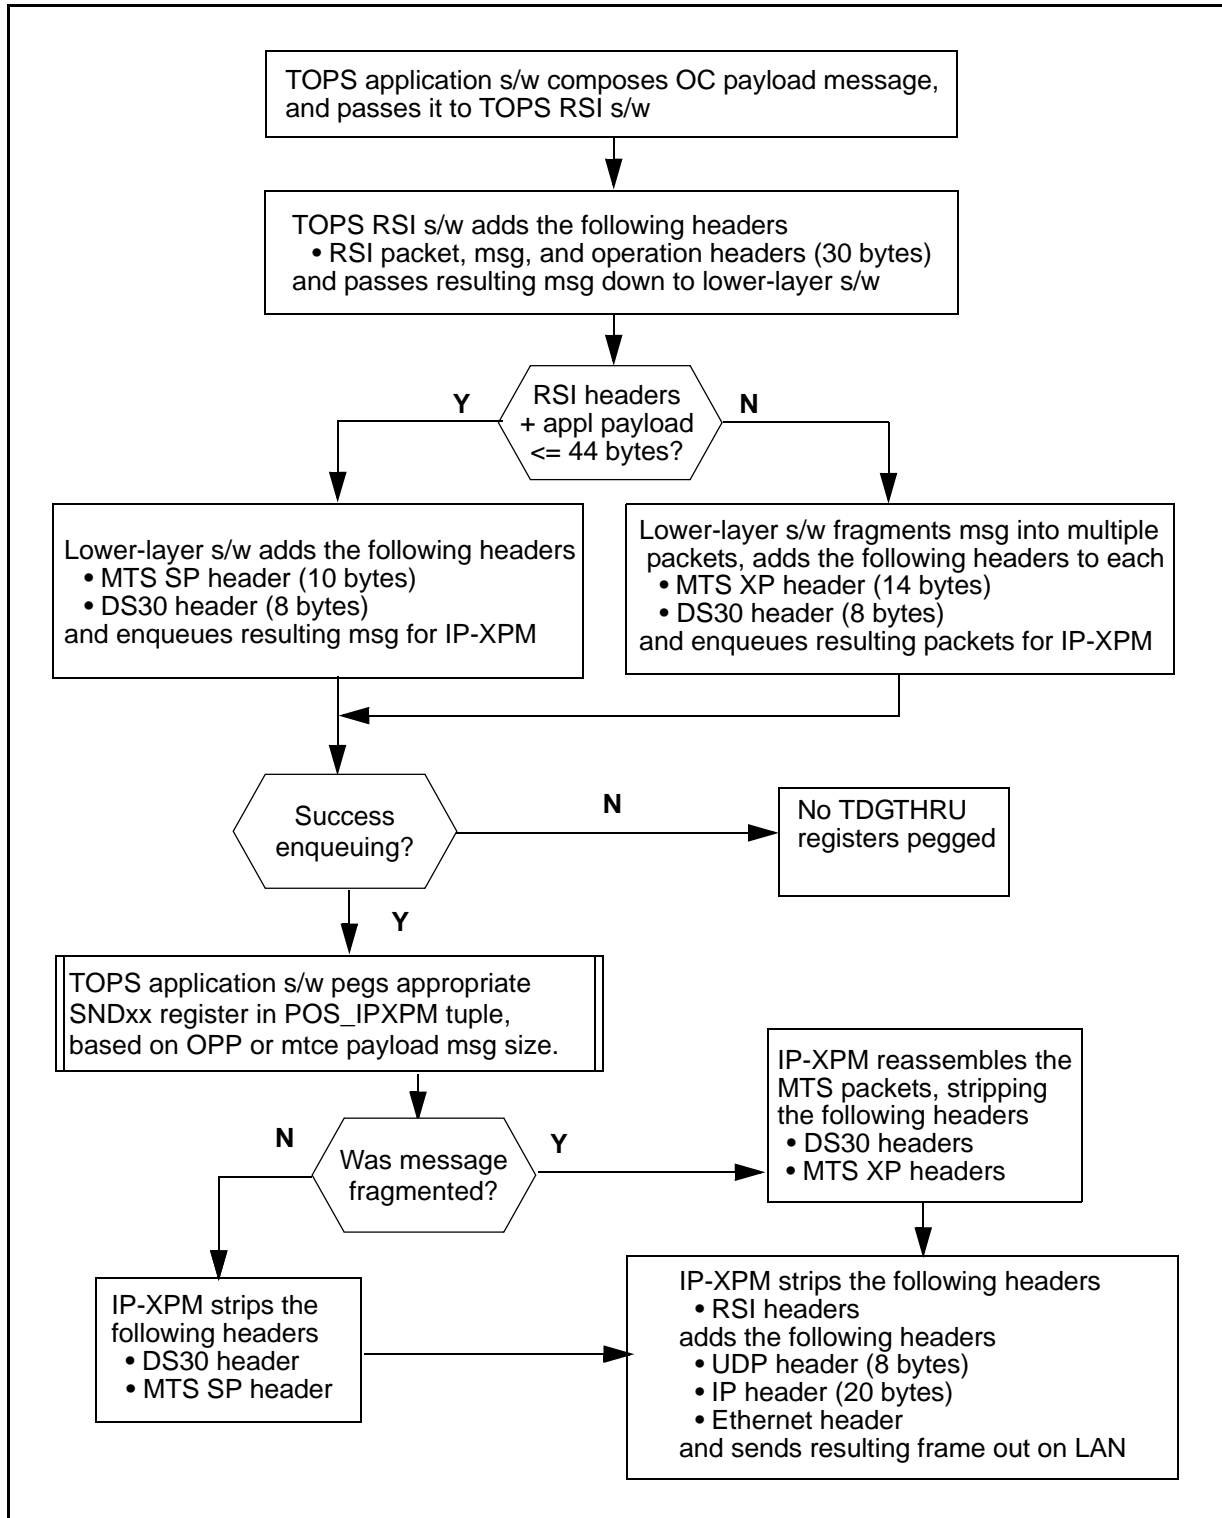 TOPS application s/w composes OC payload message,
and passes it to TOPS RSI s/w
TOPS RSI s/w adds the following headers
• RSI packet, msg, and operation headers (30 bytes)
and passes resulting msg down to lower-layer s/w
RSI headers
+ appl payload
<= 44 bytes?
Y
N
Lower-layer s/w adds the following headers
• MTS SP header (10 bytes)
• DS30 header (8 bytes)
and enqueues resulting msg for IP-XPM
Lower-layer s/w fragments msg into multiple
packets, adds the following headers to each
• MTS XP header (14 bytes)
• DS30 header (8 bytes)
and enqueues resulting packets for IP-XPM
Success
enqueuing?
N
No TDGTHRU
registers pegged
Y
TOPS application s/w pegs appropriate
SNDxx register in POS_IPXPM tuple,
based on OPP or mtce payload msg size.
Was message
fragmented?
N
Y
IP-XPM reassembles the
MTS packets, stripping
the following headers
• DS30 headers
• MTS XP headers
IP-XPM strips the
following headers
• DS30 header
• MTS SP header
IP-XPM strips the following headers
• RSI headers
adds the following headers
• UDP header (8 bytes)
• IP header (20 bytes)
• Ethernet header
and sends resulting frame out on LAN